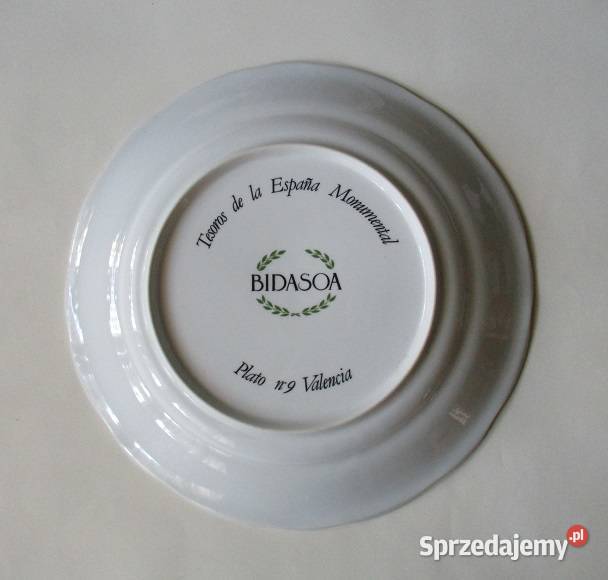 Tesoros de la España Monumental
BIDASOA
Plato nº9 Valencia
Sprzedajemy.pl